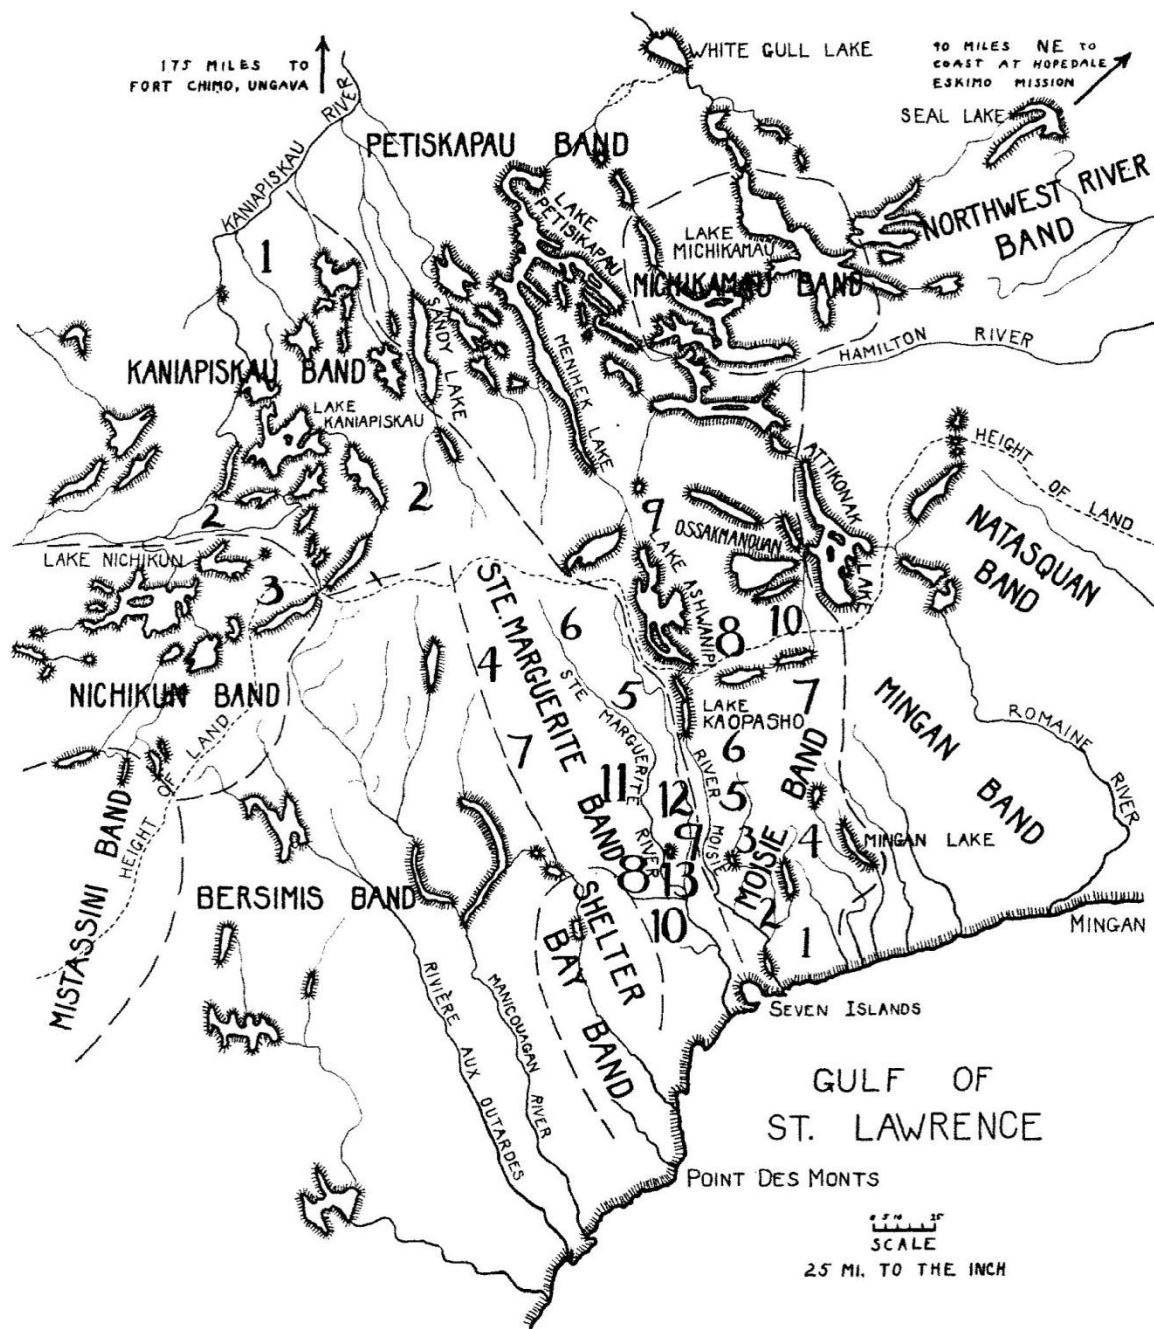 WHITE GULL LAKE
175 MILES TO
FORT CHIMO, UNGAVA
90 MILES NE TO
COAST AT HOPEDALE
ESKIMO MISSION
SEAL LAKE
KANIAPISKAU RIVER
PETISKAPAU BAND
LAKE PETISIKAPAU
NORTHWEST RIVER
BAND
LAKE
MICHIKAMAU
MICHIKAMAU BAND
1
SANDY LAKE
MENIHEK LAKE
HAMILTON RIVER
KANIAPISKAU BAND
LAKE
KANIAPISKAU
ATTIKONAK LAKE
HEIGHT OF LAND
2
2
9
OSSAKMANOUAN
NATASQUAN
BAND
LAKE NICHIKUN
3
LAKE ASHWANIPI
STE. MARGUERITE BAND
6
8
10
4
STE MARGUERITE RIVER
5
7
NICHIKUN BAND
LAKE
KAOPASHO
MINGAN BAND
ROMAINE RIVER
HEIGHT OF LAND
7
6
11
12
5
MOISIE RIVER
MOISIE BAND
MISTASSINI BAND
9
3
4
MINGAN LAKE
BERSIMIS BAND
8
13
SHELTER
BAY BAND
10
2
1
MINGAN
SEVEN ISLANDS
RIVIÈRE AUX OUTARDES
MANICOUAGAN RIVER
GULF OF
ST. LAWRENCE
POINT DES MONTS
0 5 10 25
SCALE
25 MI. TO THE INCH